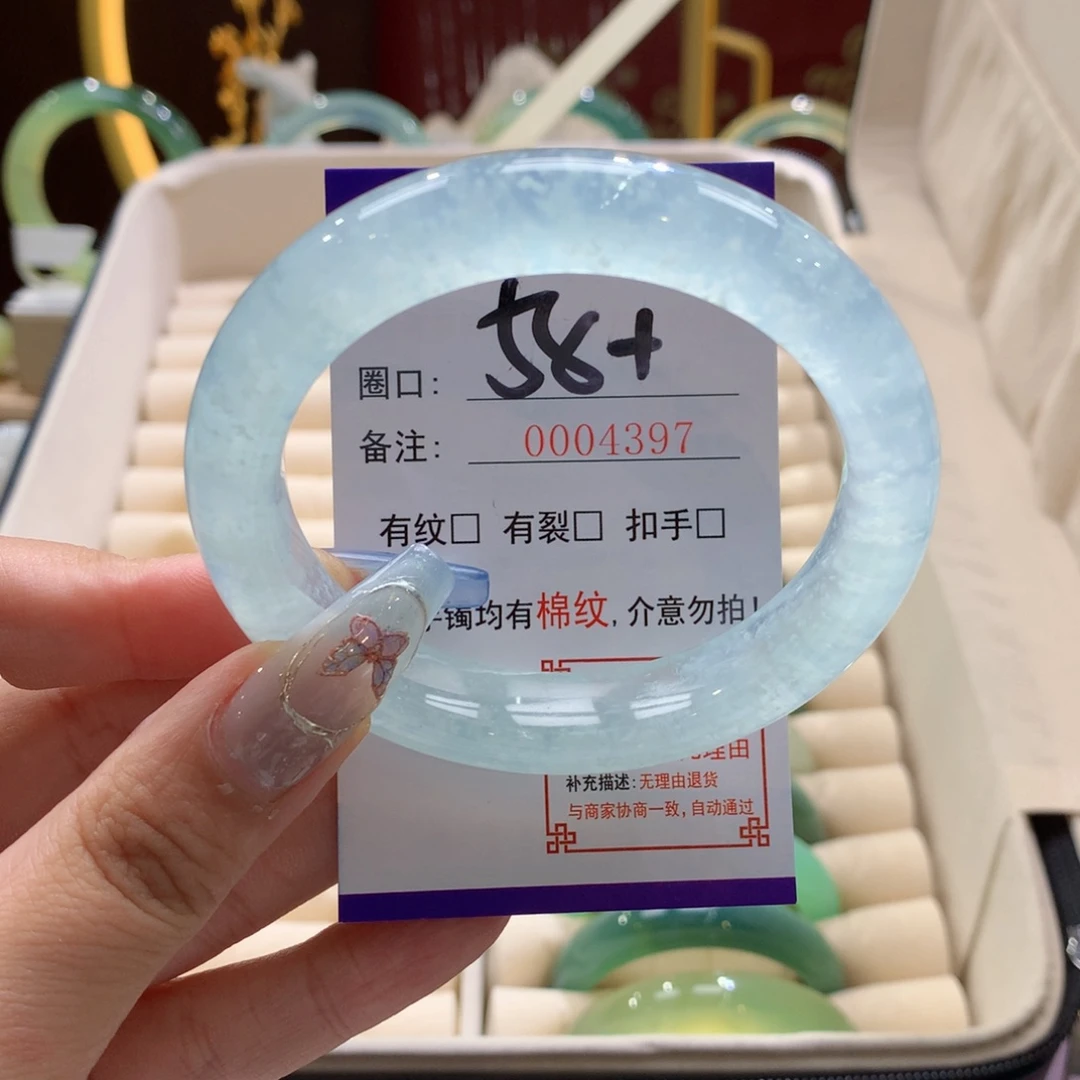 圈口: 58+
备注: 0004397
有纹□ 有裂□ 扣手□
镯均有棉纹,介意勿拍!
理由
补充描述:无理由退货
与商家协商一致,自动通过